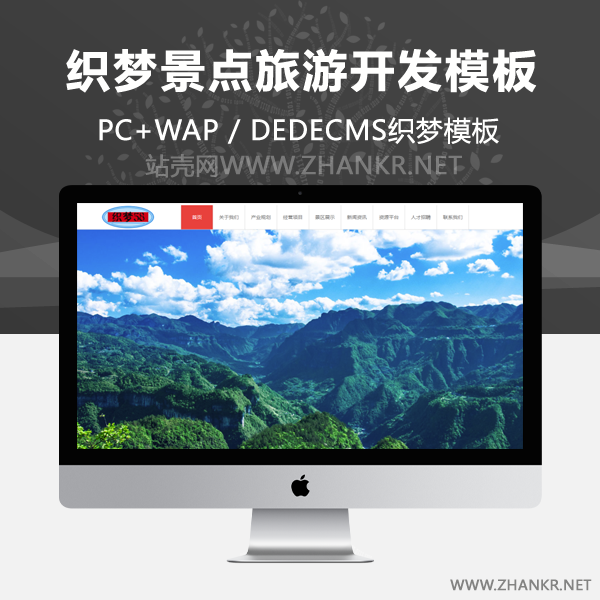 织梦景点旅游开发模板
PC+WAP / DEDECMS织梦模板
站壳网WWW.ZHANKR.NET
织梦58 首页 关于我们 产业规划 经营项目 景区展示 新闻资讯 旅游平台 人才招聘 联系我们
WWW.ZHANKR.NET